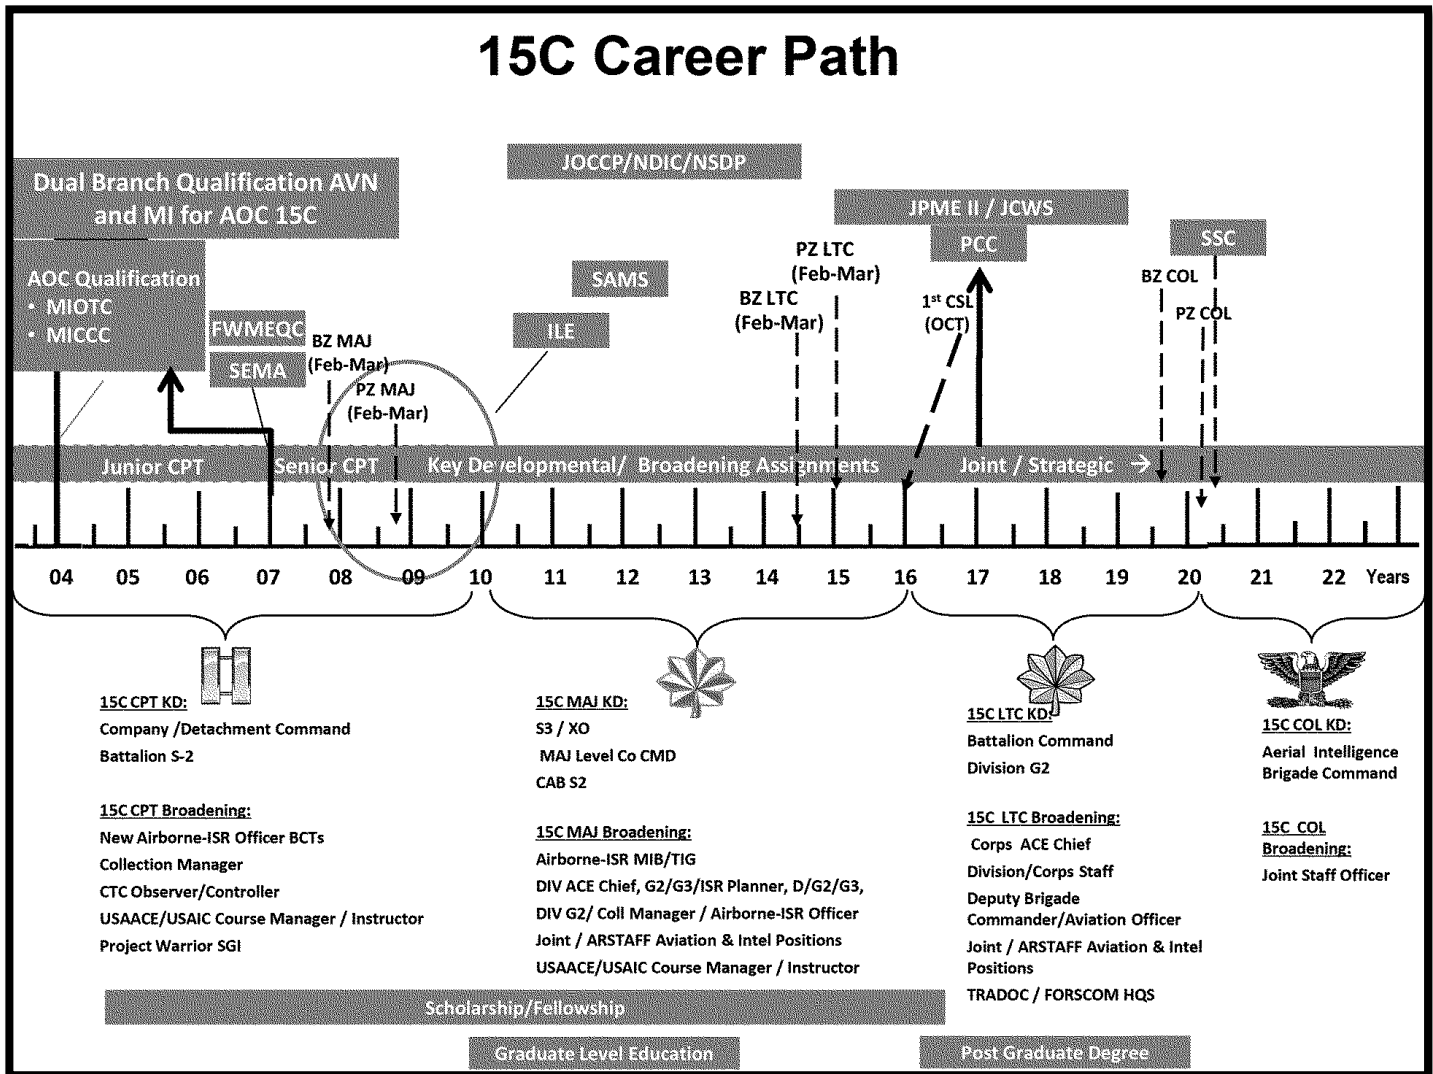 15C Career Path
JOCCP/NDIC/NSDP
Dual Branch Qualification AVN
and MI for AOC 15C
JPME II / JCWS
PCC
SSC
AOC Qualification
• MIOTC
• MICCC
SAMS
PZ LTC
(Feb-Mar)
BZ COL
BZ LTC
(Feb-Mar)
1st CSL
(OCT)
PZ COL
FWMEQC
ILE
BZ MAJ
(Feb-Mar)
SEMA
PZ MAJ
(Feb-Mar)
Junior CPT
Senior CPT
Key Developmental/ Broadening Assignments
Joint / Strategic →
04 05 06 07 08 09 10 11 12 13 14 15 16 17 18 19 20 21 22 Years
15C CPT KD:
Company /Detachment Command
Battalion S-2
15C CPT Broadening:
New Airborne-ISR Officer BCTs
Collection Manager
CTC Observer/Controller
USAACE/USAIC Course Manager / Instructor
Project Warrior SGI
15C MAJ KD:
S3 / XO
MAJ Level Co CMD
CAB S2
15C MAJ Broadening:
Airborne-ISR MIB/TIG
DIV ACE Chief, G2/G3/ISR Planner, D/G2/G3,
DIV G2/ Coll Manager / Airborne-ISR Officer
Joint / ARSTAFF Aviation & Intel Positions
USAACE/USAIC Course Manager / Instructor
15C LTC KD:
Battalion Command
Division G2
15C LTC Broadening:
Corps ACE Chief
Division/Corps Staff
Deputy Brigade
Commander/Aviation Officer
Joint / ARSTAFF Aviation & Intel
Positions
TRADOC / FORSCOM HQS
15C COL KD:
Aerial Intelligence
Brigade Command
15C COL
Broadening:
Joint Staff Officer
Scholarship/Fellowship
Graduate Level Education
Post Graduate Degree